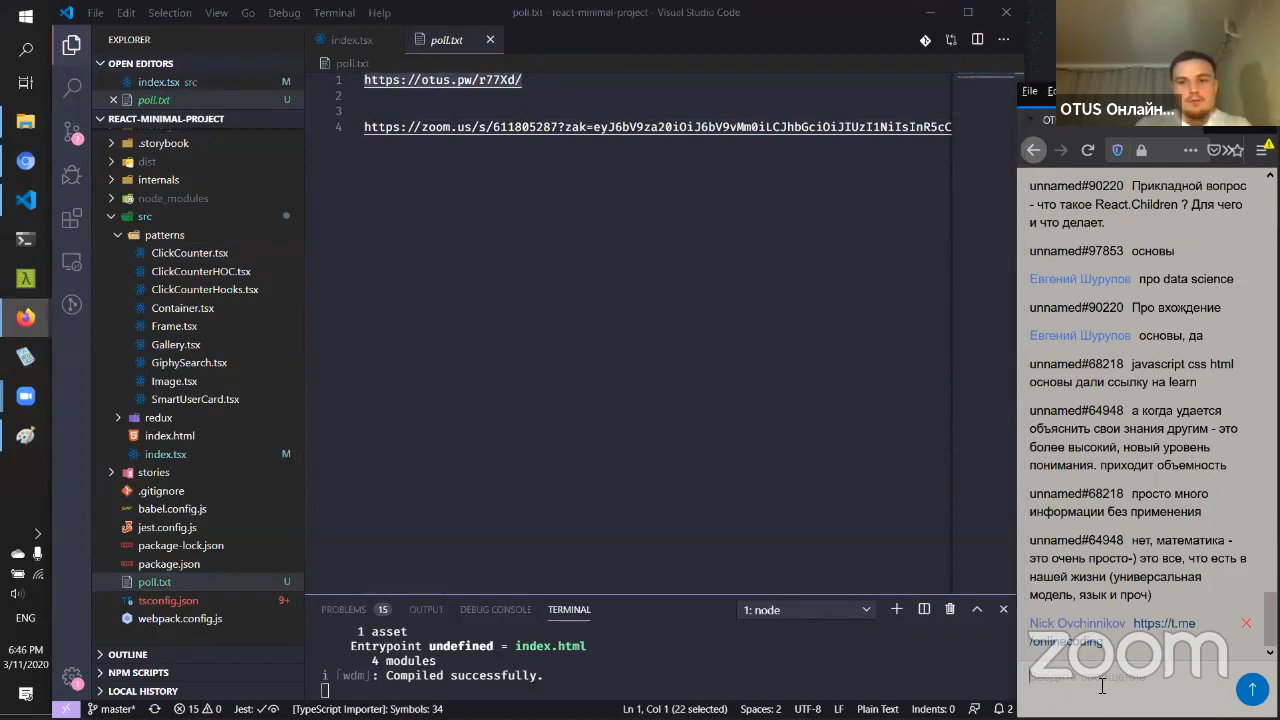 File Edit Selection View Go Debug Terminal Help
poll.txt - react-minimal-project - Visual Studio Code
EXPLORER
OPEN EDITORS
index.tsx src M
poll.txt U
REACT-MINIMAL-PROJECT
.storybook
dist
internals
node_modules
src
patterns
ClickCounter.tsx
ClickCounterHOC.tsx
ClickCounterHooks.tsx
Container.tsx
Frame.tsx
Gallery.tsx
GiphySearch.tsx
Image.tsx
SmartUserCard.tsx
redux
index.html
index.tsx M
stories
.gitignore
babel.config.js
jest.config.js
package-lock.json
package.json
poll.txt U
tsconfig.json 9+
webpack.config.js
OUTLINE
NPM SCRIPTS
LOCAL HISTORY
index.tsx
poll.txt
poll.txt
1 https://otus.pw/r77Xd/
2
3
4 https://zoom.us/s/611805287?zak=eyJ6bV9za20iOiJ6bV9vMm0iLCJhbGciOiJIUzI1NiIsInR5cC
PROBLEMS 15 OUTPUT DEBUG CONSOLE TERMINAL
1: node
1 asset
Entrypoint undefined = index.html
4 modules
i ｢wdm｣: Compiled successfully.
master* 15 0 Jest: [TypeScript Importer]: Symbols: 34
Ln 1, Col 1 (22 selected) Spaces: 2 UTF-8 LF Plain Text Indents: 0 2
ENG
6:46 PM
3/11/2020
OTUS Онлайн...
File
unnamed#90220 Прикладной вопрос
- что такое React.Children ? Для чего
и что делает.
unnamed#97853 основы
Евгений Шурупов про data science
unnamed#90220 Про вхождение
Евгений Шурупов основы, да
unnamed#68218 javascript css html
основы дали ссылку на learn
unnamed#64948 а когда удается
объяснить свои знания другим - это
более высокий, новый уровень
понимания. приходит объемность
unnamed#68218 просто много
информации без применения
unnamed#64948 нет, математика -
это очень просто-) это все, что есть в
нашей жизни (универсальная
модель, язык и проч)
Nick Ovchinnikov https://t.me
/onlinecoding
zoom